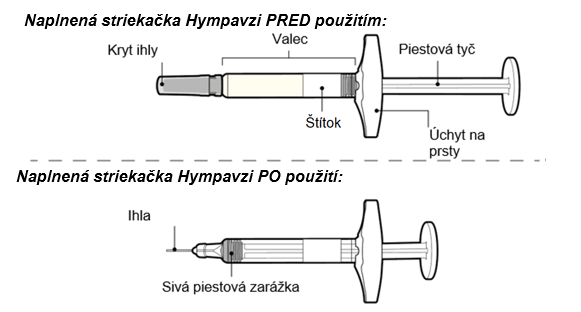 Naplnená striekačka Hympavzi PRED použitím:
Valec
Kryt ihly
Piestová tyč
Štítok
Úchyt na
prsty
Naplnená striekačka Hympavzi PO použití:
Ihla
Sivá piestová zarážka